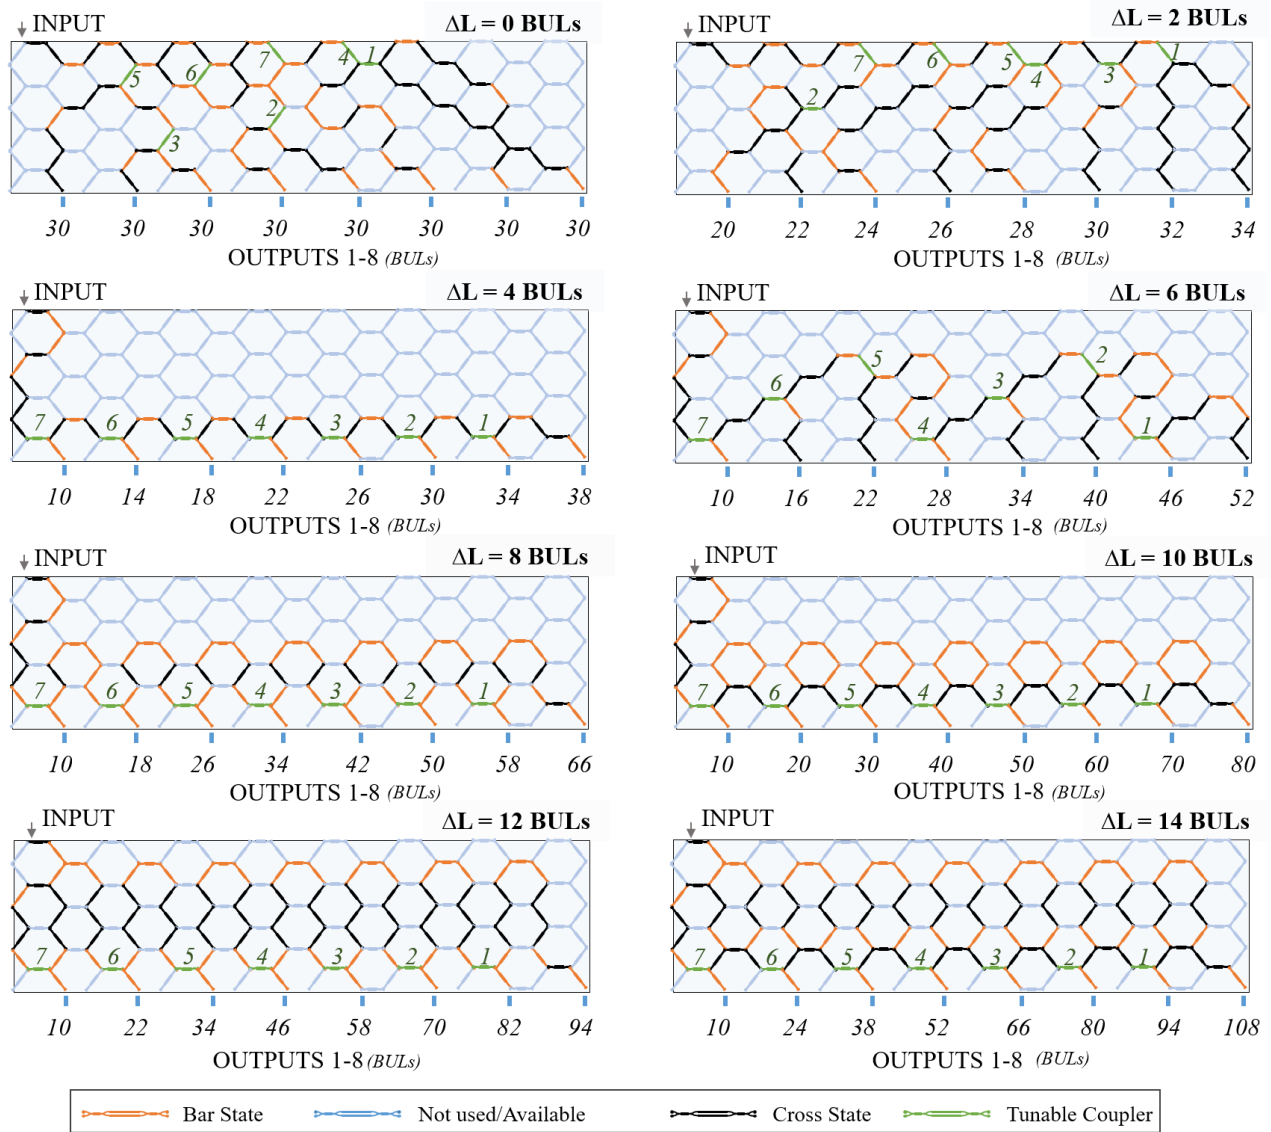 INPUT ΔL = 0 BULs
7 4 1
5 6
2
3
30 30 30 30 30 30 30 30
OUTPUTS 1-8 (BULs)
INPUT ΔL = 2 BULs
7 6 5 4 3 1
2
20 22 24 26 28 30 32 34
OUTPUTS 1-8 (BULs)
INPUT ΔL = 4 BULs
7 6 5 4 3 2 1
10 14 18 22 26 30 34 38
OUTPUTS 1-8 (BULs)
INPUT ΔL = 6 BULs
5 2
6 3
7 4 1
10 16 22 28 34 40 46 52
OUTPUTS 1-8 (BULs)
INPUT ΔL = 8 BULs
7 6 5 4 3 2 1
10 18 26 34 42 50 58 66
OUTPUTS 1-8 (BULs)
INPUT ΔL = 10 BULs
7 6 5 4 3 2 1
10 20 30 40 50 60 70 80
OUTPUTS 1-8 (BULs)
INPUT ΔL = 12 BULs
7 6 5 4 3 2 1
10 22 34 46 58 70 82 94
OUTPUTS 1-8 (BULs)
INPUT ΔL = 14 BULs
7 6 5 4 3 2 1
10 24 38 52 66 80 94 108
OUTPUTS 1-8 (BULs)
Bar State Not used/Available Cross State Tunable Coupler